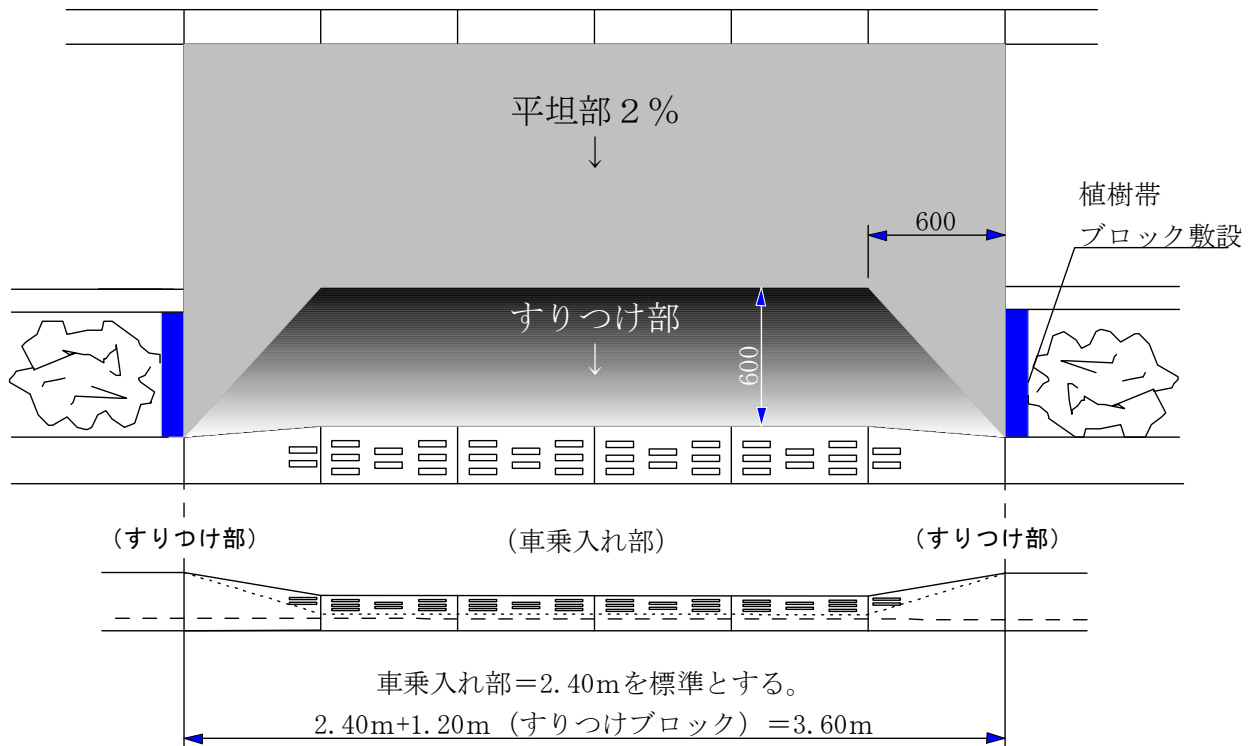 平坦部２％
↓
600
植樹帯
ブロック敷設
すりつけ部
↓
600
(すりつけ部)
(車乗入れ部)
(すりつけ部)
車乗入れ部＝2.40mを標準とする。
2.40m+1.20m（すりつけブロック）＝3.60m